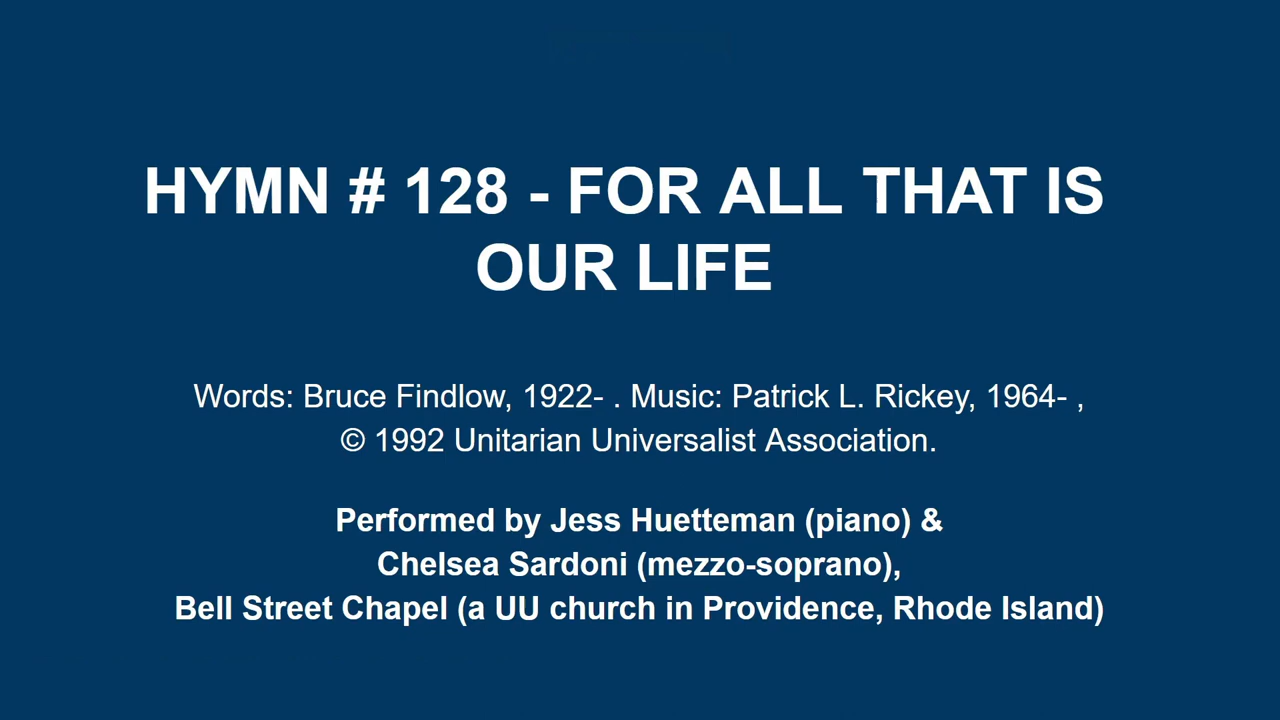 HYMN # 128 - FOR ALL THAT IS
OUR LIFE
Words: Bruce Findlow, 1922- . Music: Patrick L. Rickey, 1964- ,
© 1992 Unitarian Universalist Association.
Performed by Jess Huetteman (piano) &
Chelsea Sardoni (mezzo-soprano),
Bell Street Chapel (a UU church in Providence, Rhode Island)